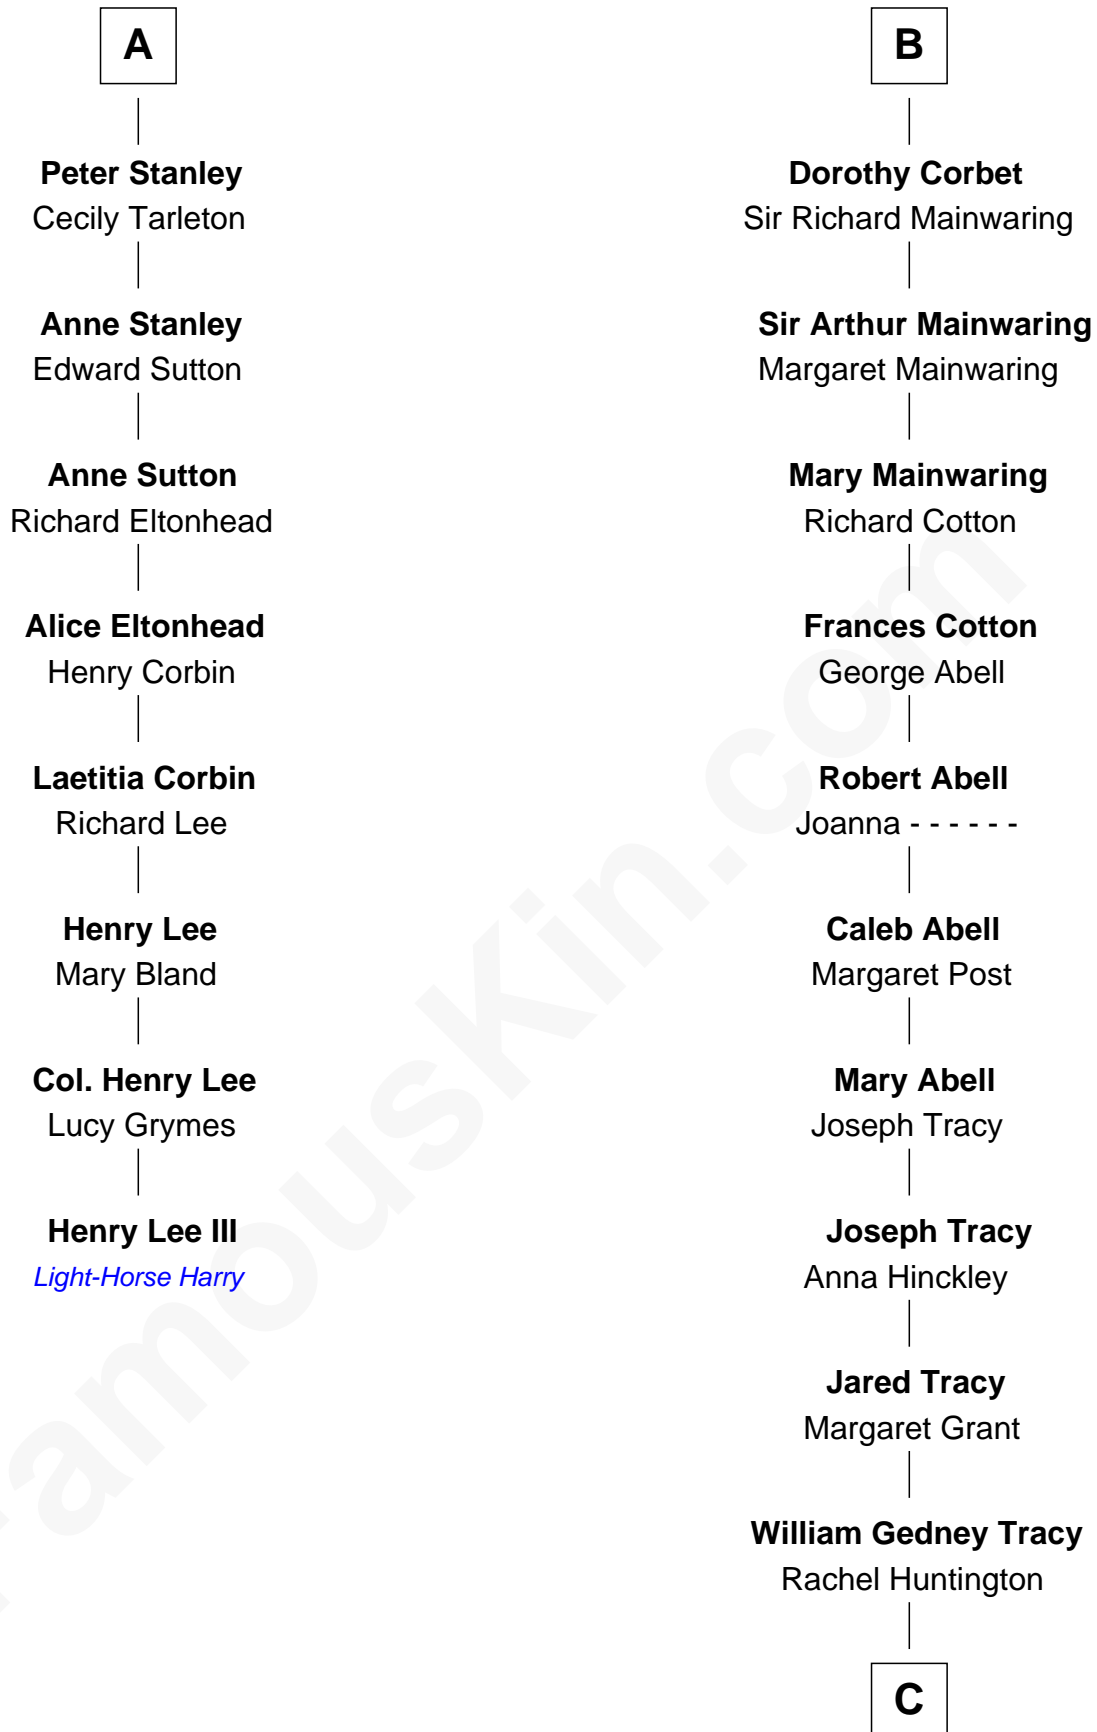 A
Peter Stanley
Cecily Tarleton
Anne Stanley
Edward Sutton
Anne Sutton
Richard Eltonhead
Alice Eltonhead
Henry Corbin
Laetitia Corbin
Richard Lee
Henry Lee
Mary Bland
Col. Henry Lee
Lucy Grymes
Henry Lee III
Light-Horse Harry
B
Dorothy Corbet
Sir Richard Mainwaring
Sir Arthur Mainwaring
Margaret Mainwaring
Mary Mainwaring
Richard Cotton
Frances Cotton
George Abell
Robert Abell
Joanna - - - - - -
Caleb Abell
Margaret Post
Mary Abell
Joseph Tracy
Joseph Tracy
Anna Hinckley
Jared Tracy
Margaret Grant
William Gedney Tracy
Rachel Huntington
C
FamousKin.com